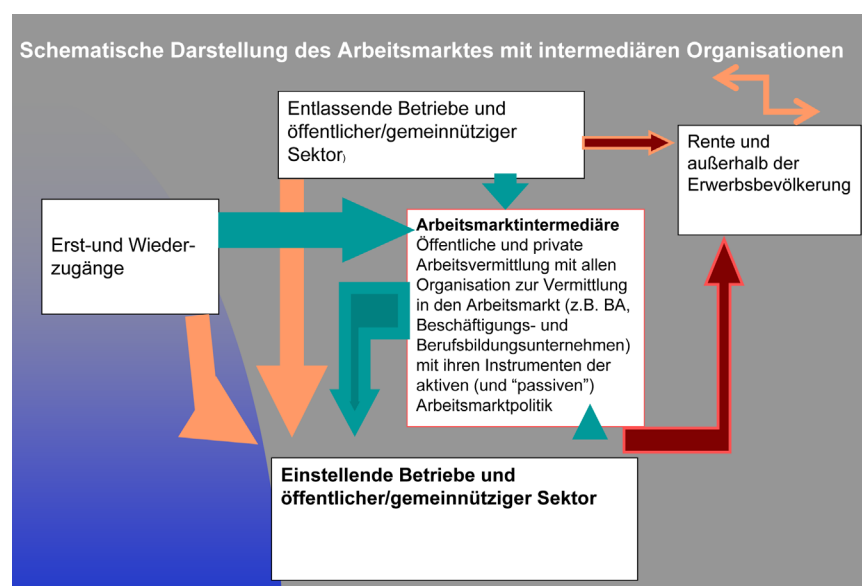 Schematische Darstellung des Arbeitsmarktes mit intermediären Organisationen
Entlassende Betriebe und
öffentlicher/gemeinnütziger
Sektor)
Rente und
außerhalb der
Erwerbsbevölkerung
Erst-und Wieder-
zugänge
Arbeitsmarktintermediäre
Öffentliche und private
Arbeitsvermittlung mit allen
Organisation zur Vermittlung
in den Arbeitsmarkt (z.B. BA,
Beschäftigungs- und
Berufsbildungsunternehmen)
mit ihren Instrumenten der
aktiven (und “passiven”)
Arbeitsmarktpolitik
Einstellende Betriebe und
öffentlicher/gemeinnütziger Sektor